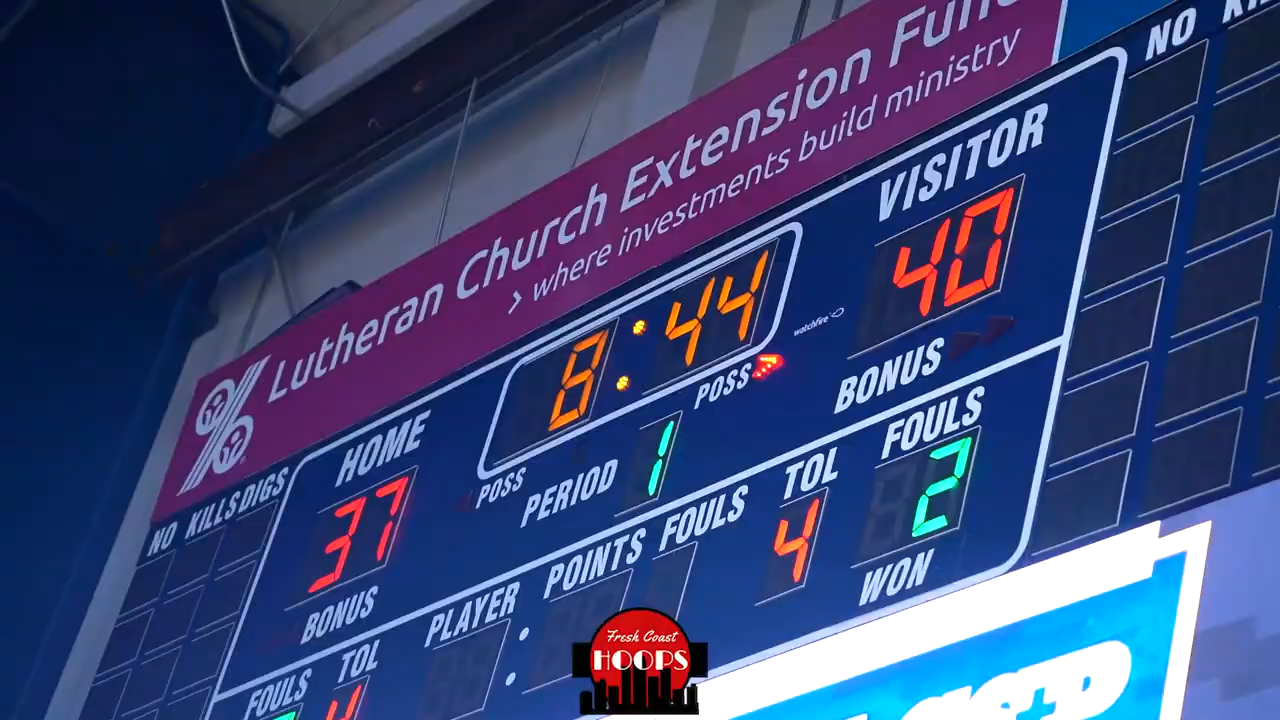 Lutheran Church Extension Fund
› where investments build ministry
NO KILLS DIGS
HOME
37
BONUS
8:44
POSS
POSS
PERIOD 1
VISITOR
40
BONUS
NO
FOULS
TOL
4
PLAYER
POINTS
FOULS
TOL
4
FOULS
2
WON
watchfire
Fresh Coast
HOOPS